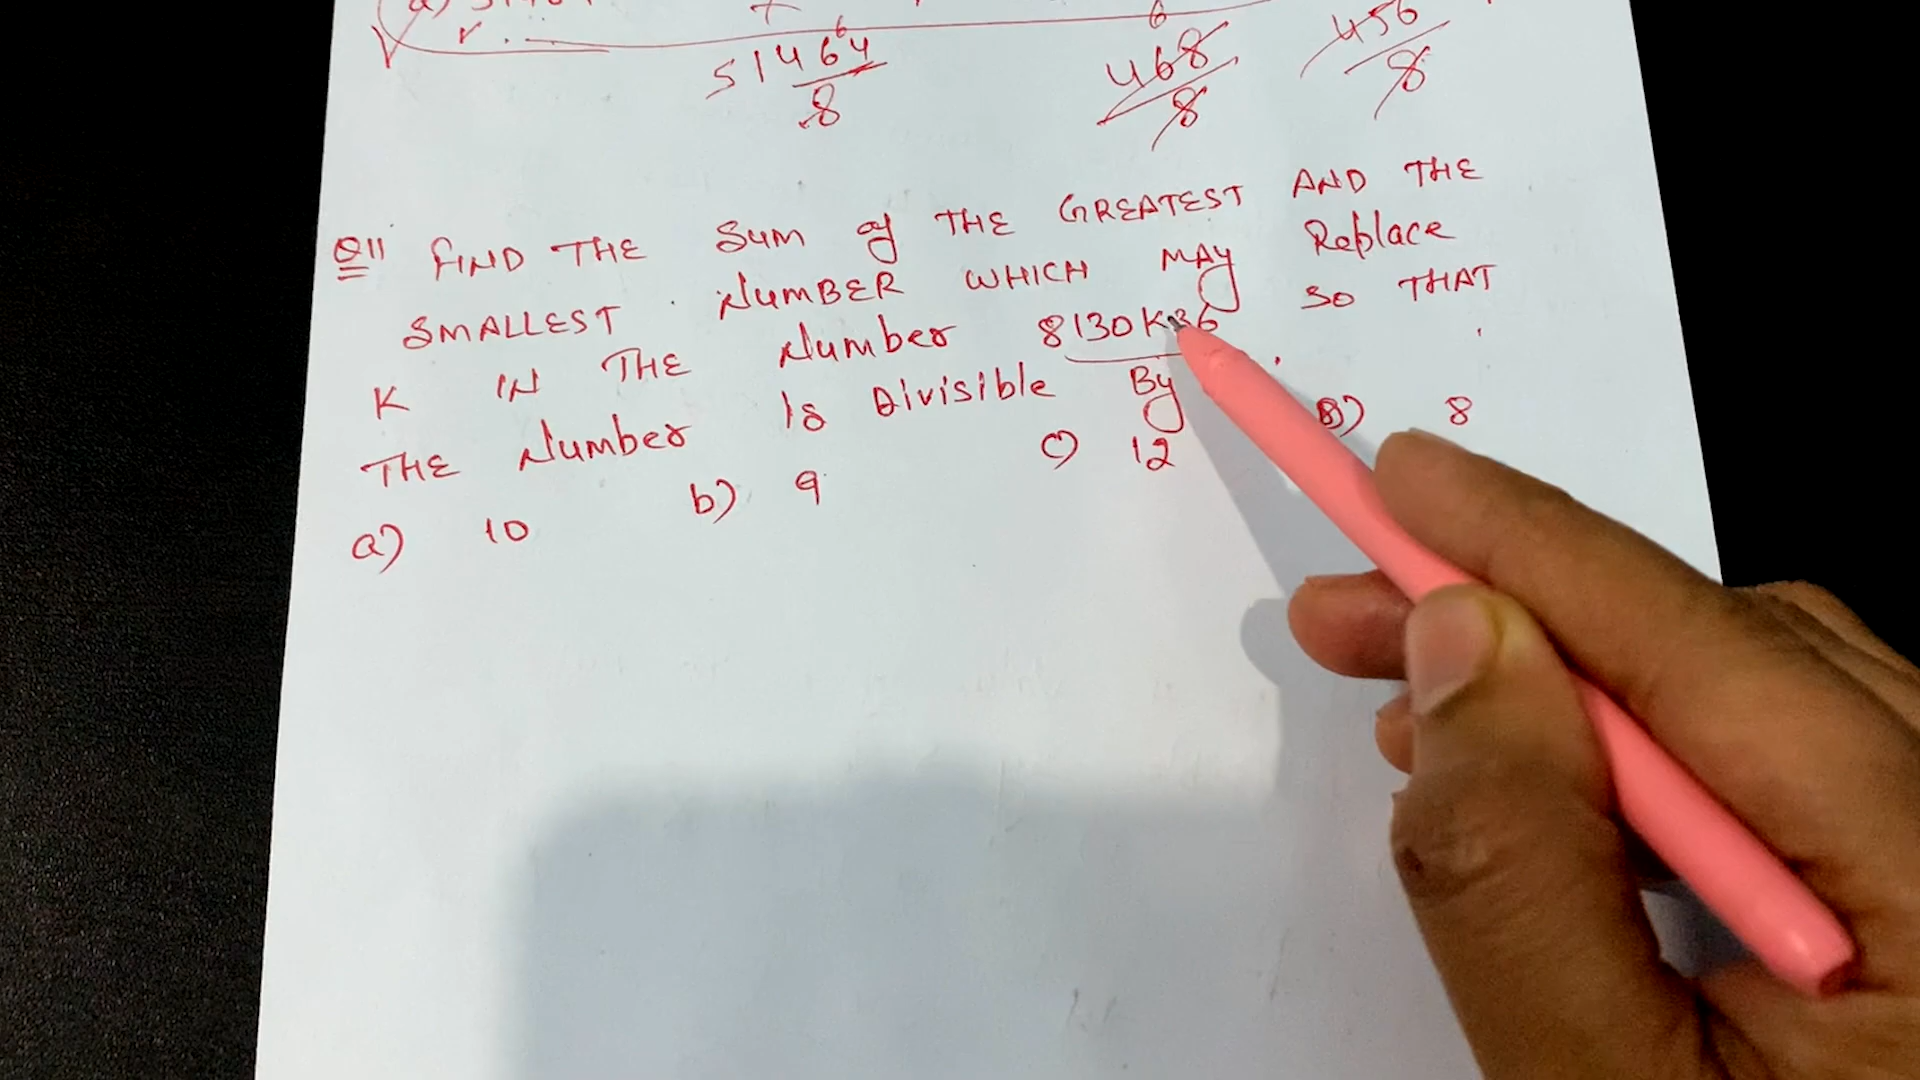 51464
8
468
8
456
8
Q11 FIND THE SUM of THE GREATEST AND THE
SMALLEST NUMBER WHICH MAY Replace
K IN THE Number 8130K36 SO THAT
THE Number Is Divisible By
a) 10 b) 9 c) 12 8) 8